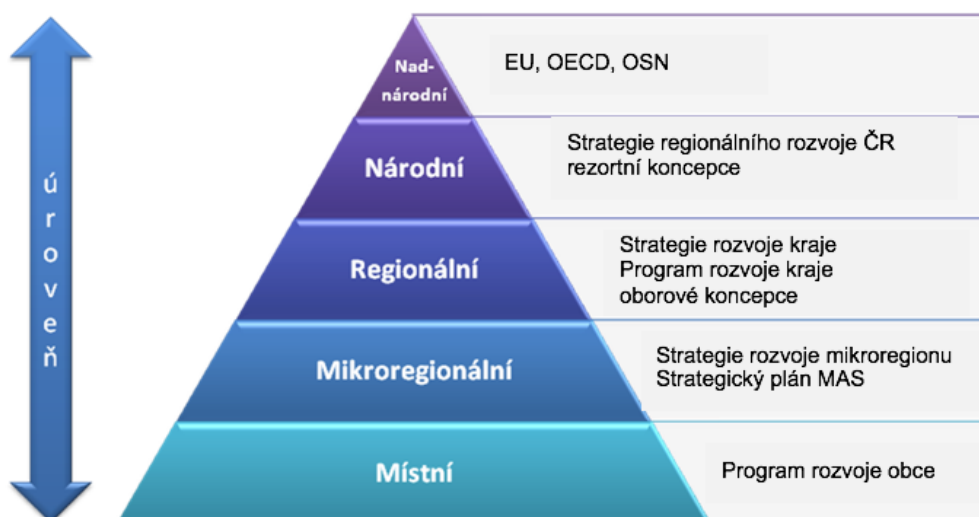 úroveň
Nad-
národní
EU, OECD, OSN
Národní
Strategie regionálního rozvoje ČR
rezortní koncepce
Regionální
Strategie rozvoje kraje
Program rozvoje kraje
oborové koncepce
Mikroregionální
Strategie rozvoje mikroregionu
Strategický plán MAS
Místní
Program rozvoje obce